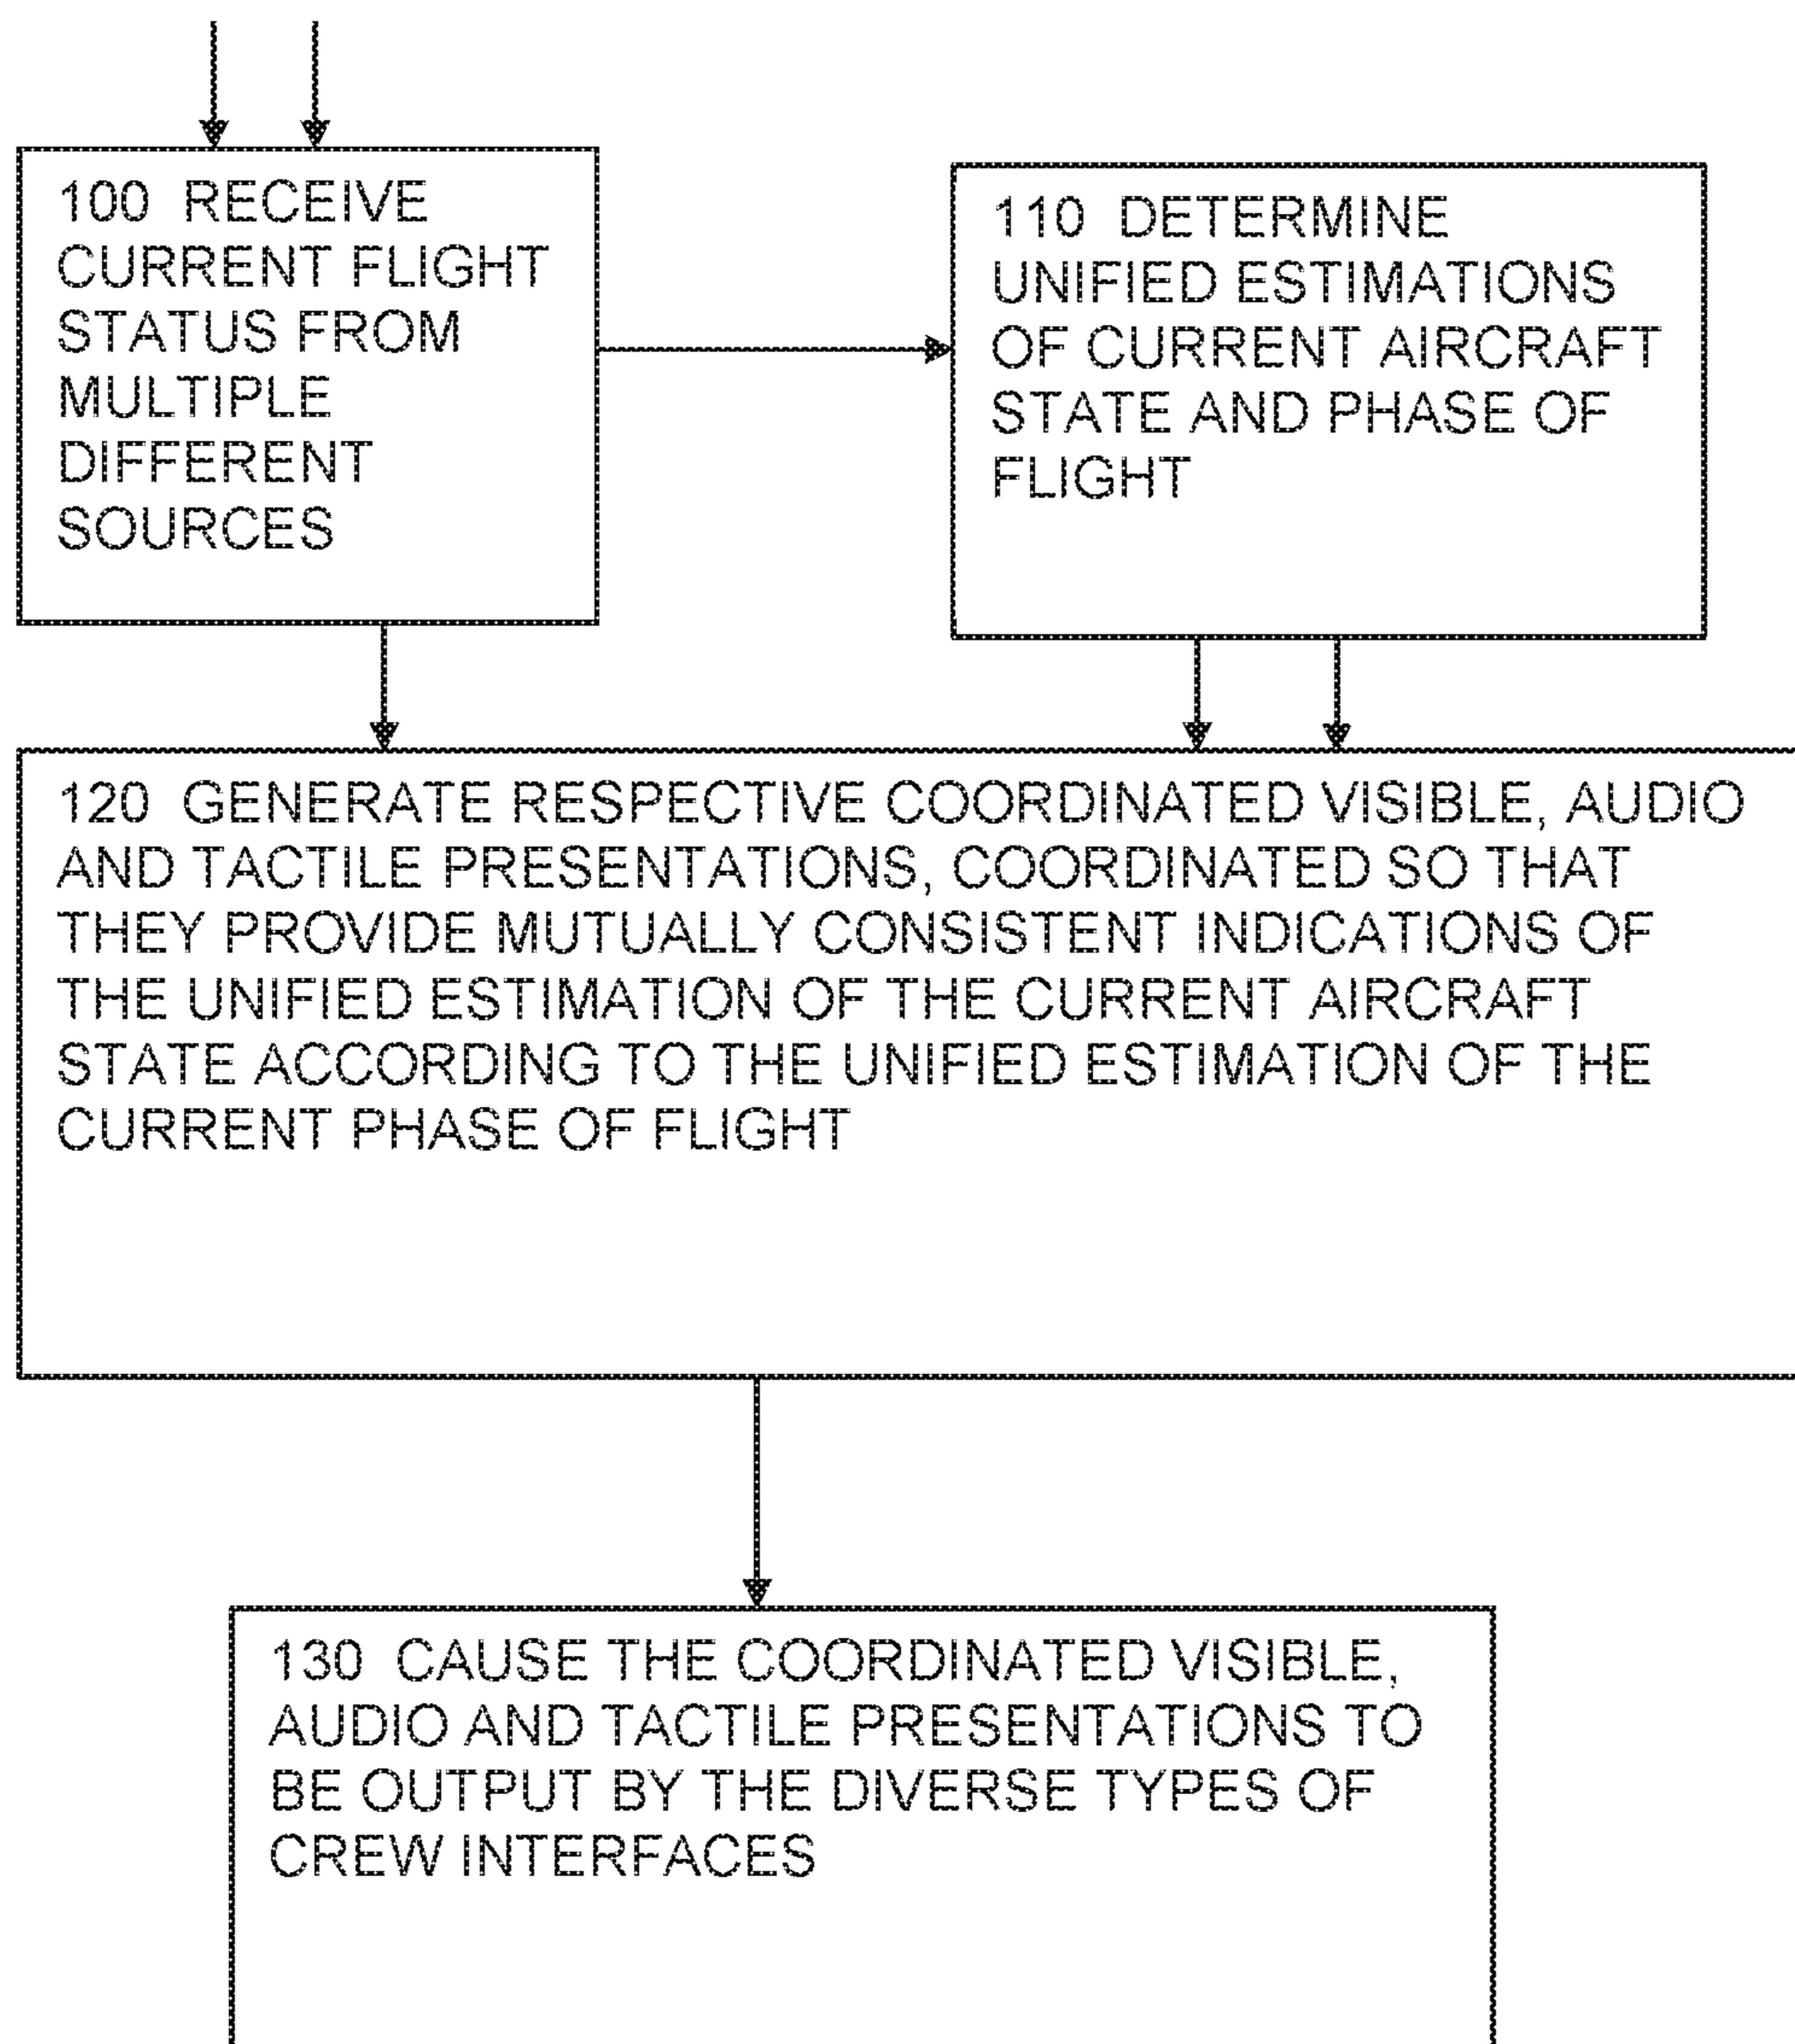 100 RECEIVE
CURRENT FLIGHT
STATUS FROM
MULTIPLE
DIFFERENT
SOURCES
110 DETERMINE
UNIFIED ESTIMATIONS
OF CURRENT AIRCRAFT
STATE AND PHASE OF
FLIGHT
120 GENERATE RESPECTIVE COORDINATED VISIBLE, AUDIO
AND TACTILE PRESENTATIONS, COORDINATED SO THAT
THEY PROVIDE MUTUALLY CONSISTENT INDICATIONS OF
THE UNIFIED ESTIMATION OF THE CURRENT AIRCRAFT
STATE ACCORDING TO THE UNIFIED ESTIMATION OF THE
CURRENT PHASE OF FLIGHT
130 CAUSE THE COORDINATED VISIBLE,
AUDIO AND TACTILE PRESENTATIONS TO
BE OUTPUT BY THE DIVERSE TYPES OF
CREW INTERFACES